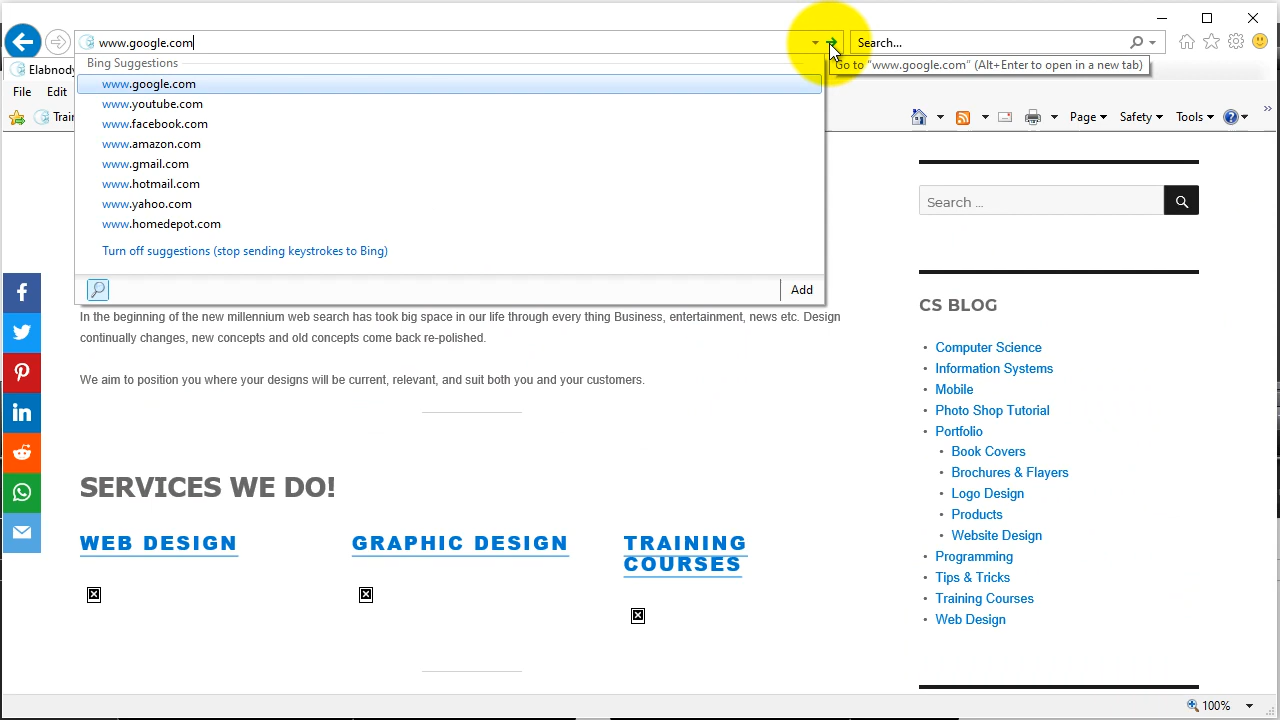 www.google.com
Search...
Bing Suggestions
Go to "www.google.com" (Alt+Enter to open in a new tab)
Elabnody
www.google.com
File Edit
www.youtube.com
www.facebook.com
Trai
Page
Safety
Tools
www.amazon.com
www.gmail.com
www.hotmail.com
www.yahoo.com
www.homedepot.com
Turn off suggestions (stop sending keystrokes to Bing)
Add
In the beginning of the new millennium web search has took big space in our life through every thing Business, entertainment, news etc. Design
continually changes, new concepts and old concepts come back re-polished.
We aim to position you where your designs will be current, relevant, and suit both you and your customers.
SERVICES WE DO!
WEB DESIGN
GRAPHIC DESIGN
TRAINING
COURSES
Search ...
CS BLOG
Computer Science
Information Systems
Mobile
Photo Shop Tutorial
Portfolio
Book Covers
Brochures & Flayers
Logo Design
Products
Website Design
Programming
Tips & Tricks
Training Courses
Web Design
100%